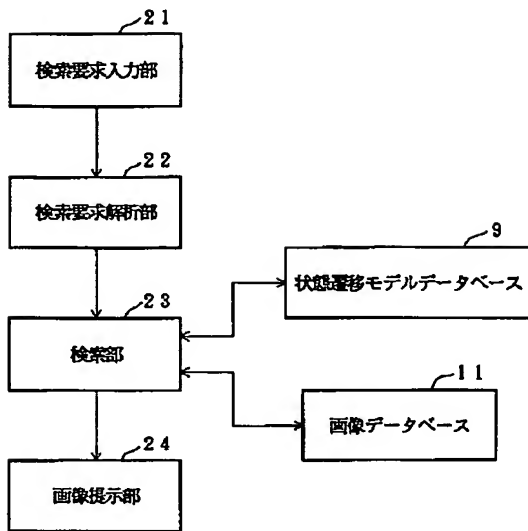 ２１
検索要求入力部
２２
検索要求解析部
９
状態遷移モデルデータベース
２３
検索部
１１
画像データベース
２４
画像提示部